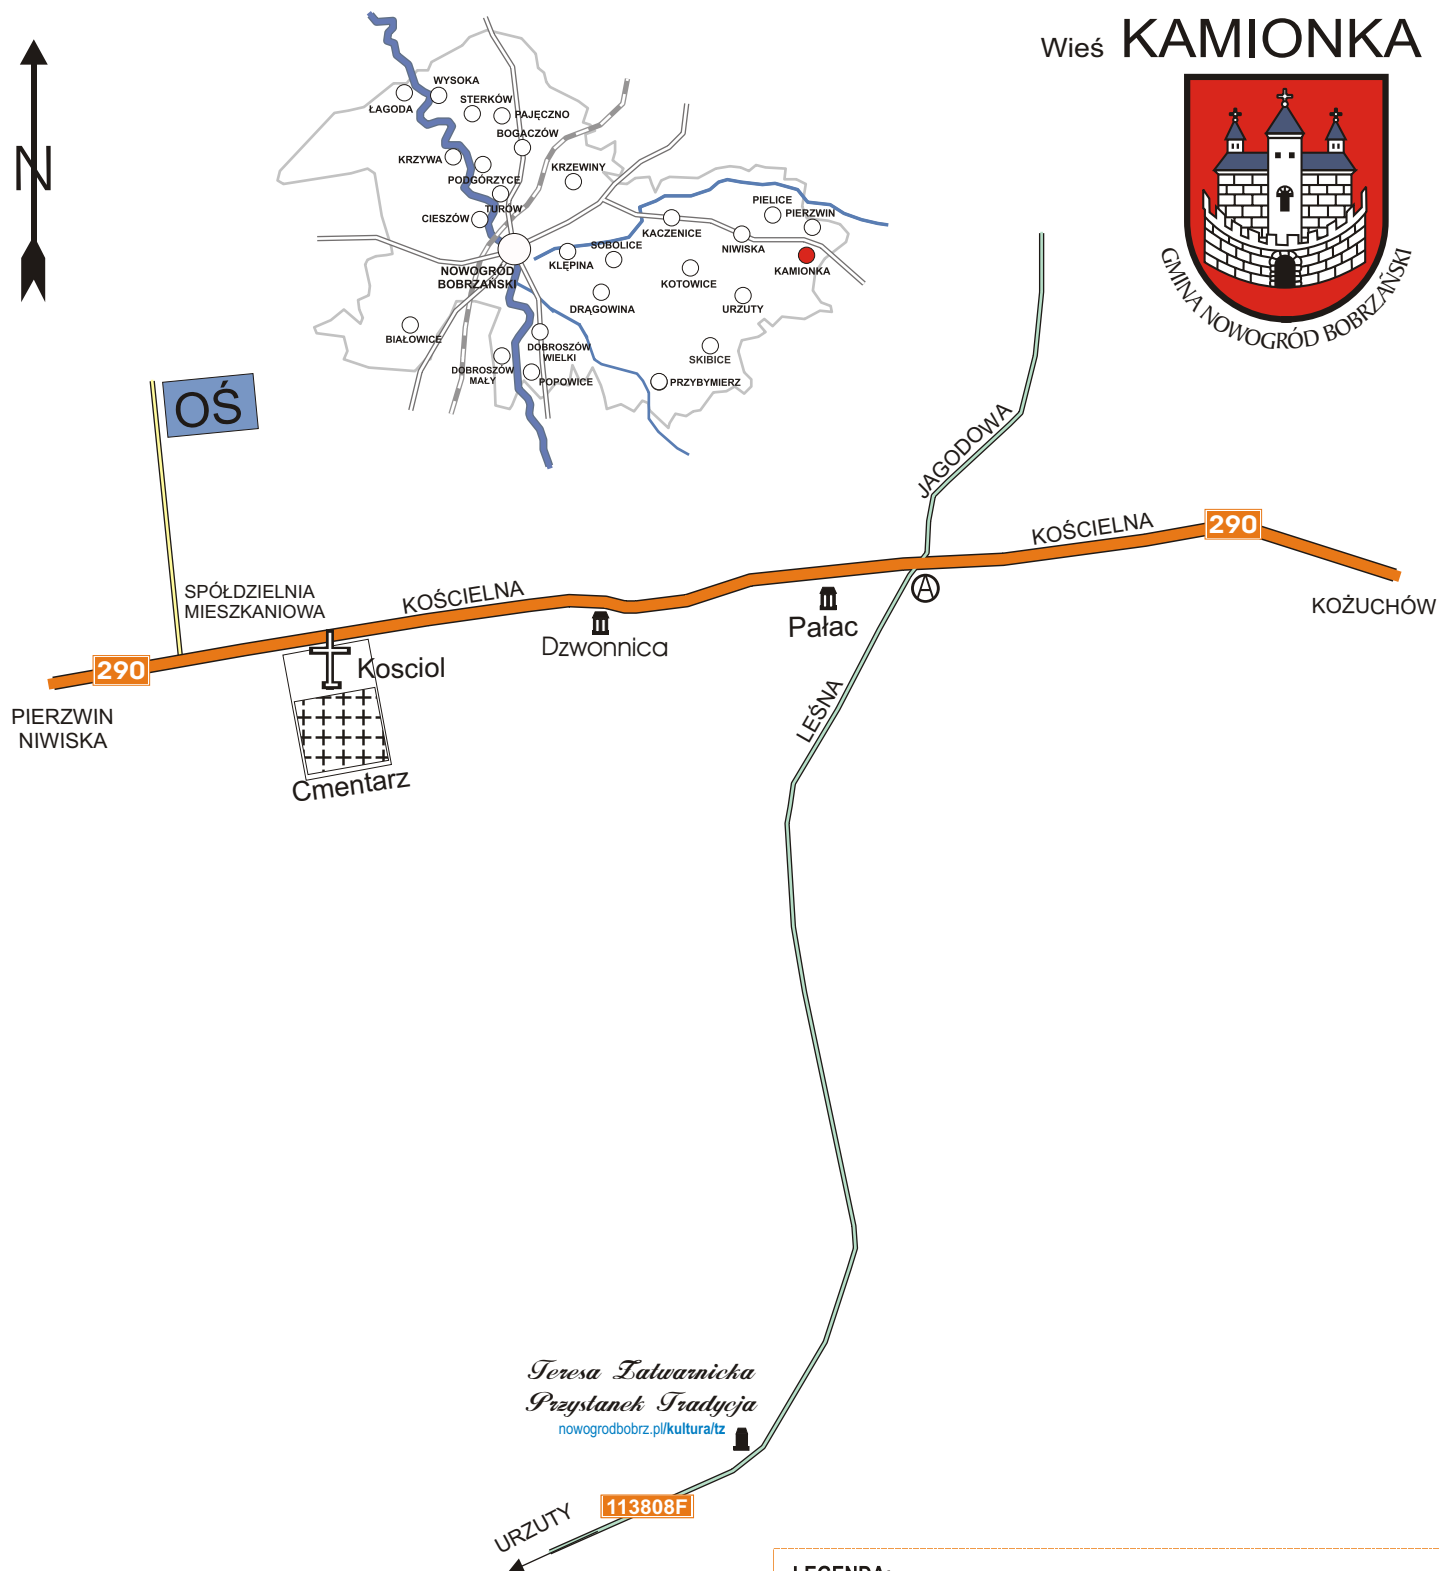 Wieś KAMIONKA
N
WYSOKA
ŁAGODA
STERKÓW
PAJĘCZNO
BOGACZÓW
KRZYWA
PODGÓRZYCE
KRZEWINY
TURÓW
CIESZÓW
PIELICE
PIERZWIN
KACZENICE
NIWISKA
SOBOLICE
KLĘPINA
KAMIONKA
NOWOGRÓD
BOBRZAŃSKI
KOTOWICE
DRĄGOWINA
URZUTY
BIAŁOWICE
DOBROSZÓW
WIELKI
SKIBICE
DOBROSZÓW
MAŁY
POPOWICE
PRZYBYMIERZ
GMINA NOWOGRÓD BOBRZAŃSKI
OŚ
JAGODOWA
KOŚCIELNA
290
KOŻUCHÓW
SPÓŁDZIELNIA
MIESZKANIOWA
KOŚCIELNA
A
Pałac
Dzwonnica
290
Kosciol
PIERZWIN
NIWISKA
LEŚNA
Cmentarz
Teresa Zatwarnicka
Przystanek Tradycja
nowogrodbobrz.pl/kultura/tz
113808F
URZUTY
LEGENDA: